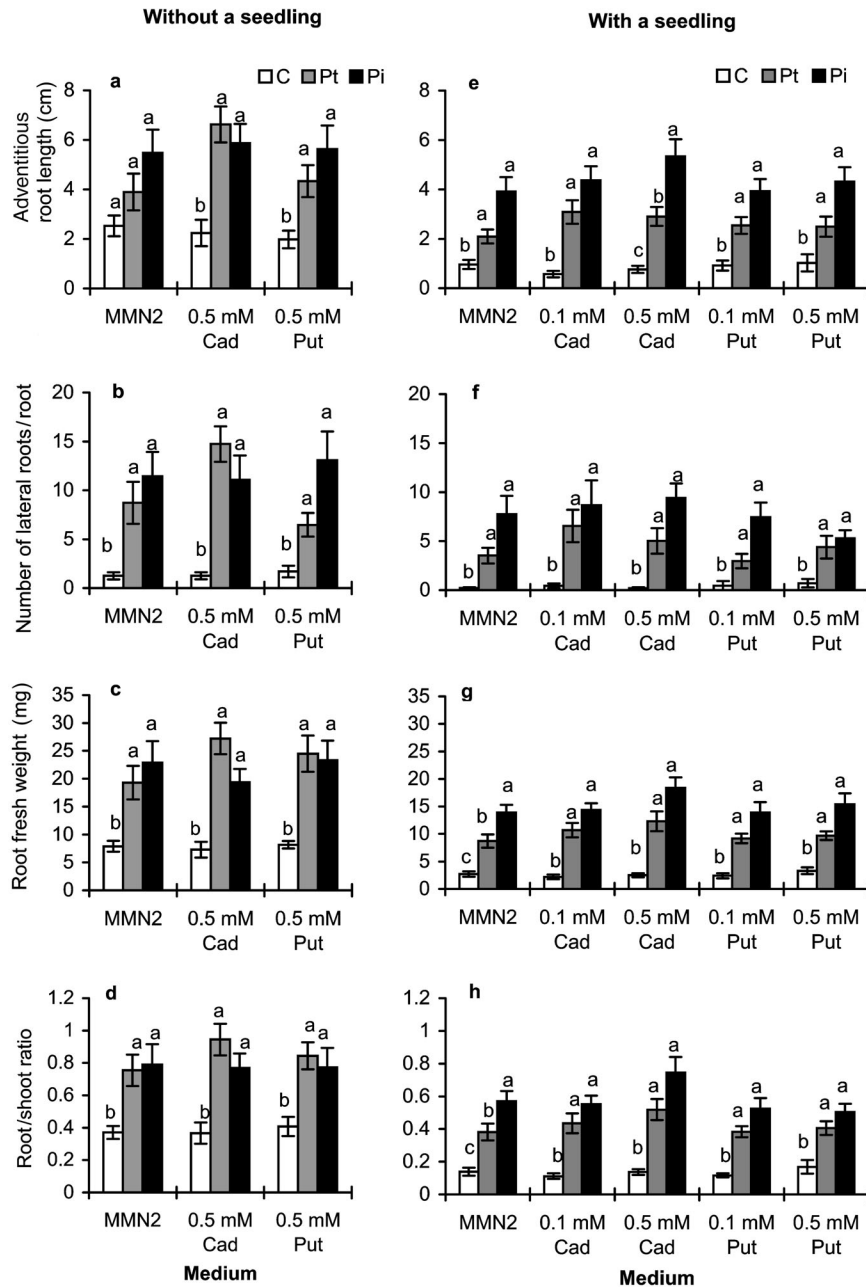 Without a seedling
a
C Pt Pi
Adventitious
root length (cm)
8
6
4
2
0
a a a b a a b a a
MMN2 0.5 mM 0.5 mM
Cad Put
b
Number of lateral roots/root
20
15
10
5
0
b a a b a a b a a
MMN2 0.5 mM 0.5 mM
Cad Put
c
Root fresh weight (mg)
35
30
25
20
15
10
5
0
b a a b a a b a a
MMN2 0.5 mM 0.5 mM
Cad Put
d
Root/shoot ratio
1.2
1
0.8
0.6
0.4
0.2
0
b a a b a a b a a
MMN2 0.5 mM 0.5 mM
Cad Put
Medium
With a seedling
e
C Pt Pi
8
6
4
2
0
b a a b a a c b a b a a b a a
MMN2 0.1 mM 0.5 mM 0.1 mM 0.5 mM
Cad Cad Put Put
f
20
15
10
5
0
b a a b a a b a a b a a b a a
MMN2 0.1 mM 0.5 mM 0.1 mM 0.5 mM
Cad Cad Put Put
g
35
30
25
20
15
10
5
0
c b a b a a b a a b a a b a a
MMN2 0.1 mM 0.5 mM 0.1 mM 0.5 mM
Cad Cad Put Put
h
1.2
1
0.8
0.6
0.4
0.2
0
c b a b a a b a a b a a b a a
MMN2 0.1 mM 0.5 mM 0.1 mM 0.5 mM
Cad Cad Put Put
Medium